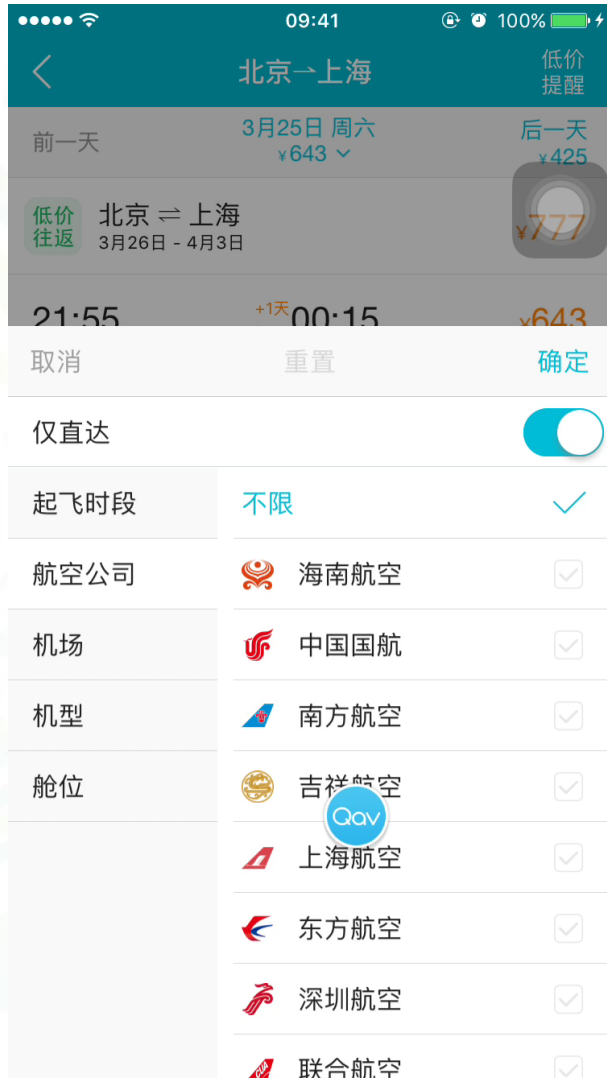 09:41 100%
北京⇀上海 低价
提醒
前一天 3月25日 周六 后一天
¥643 ¥425
低价 北京 ⇌ 上海
往返 3月26日 - 4月3日 ¥777
21:55 +1天 00:15 ¥643
取消 重置 确定
仅直达
起飞时段 不限
航空公司 海南航空
机场 中国国航
机型 南方航空
舱位 吉祥航空
Qav
上海航空
东方航空
深圳航空
联合航空